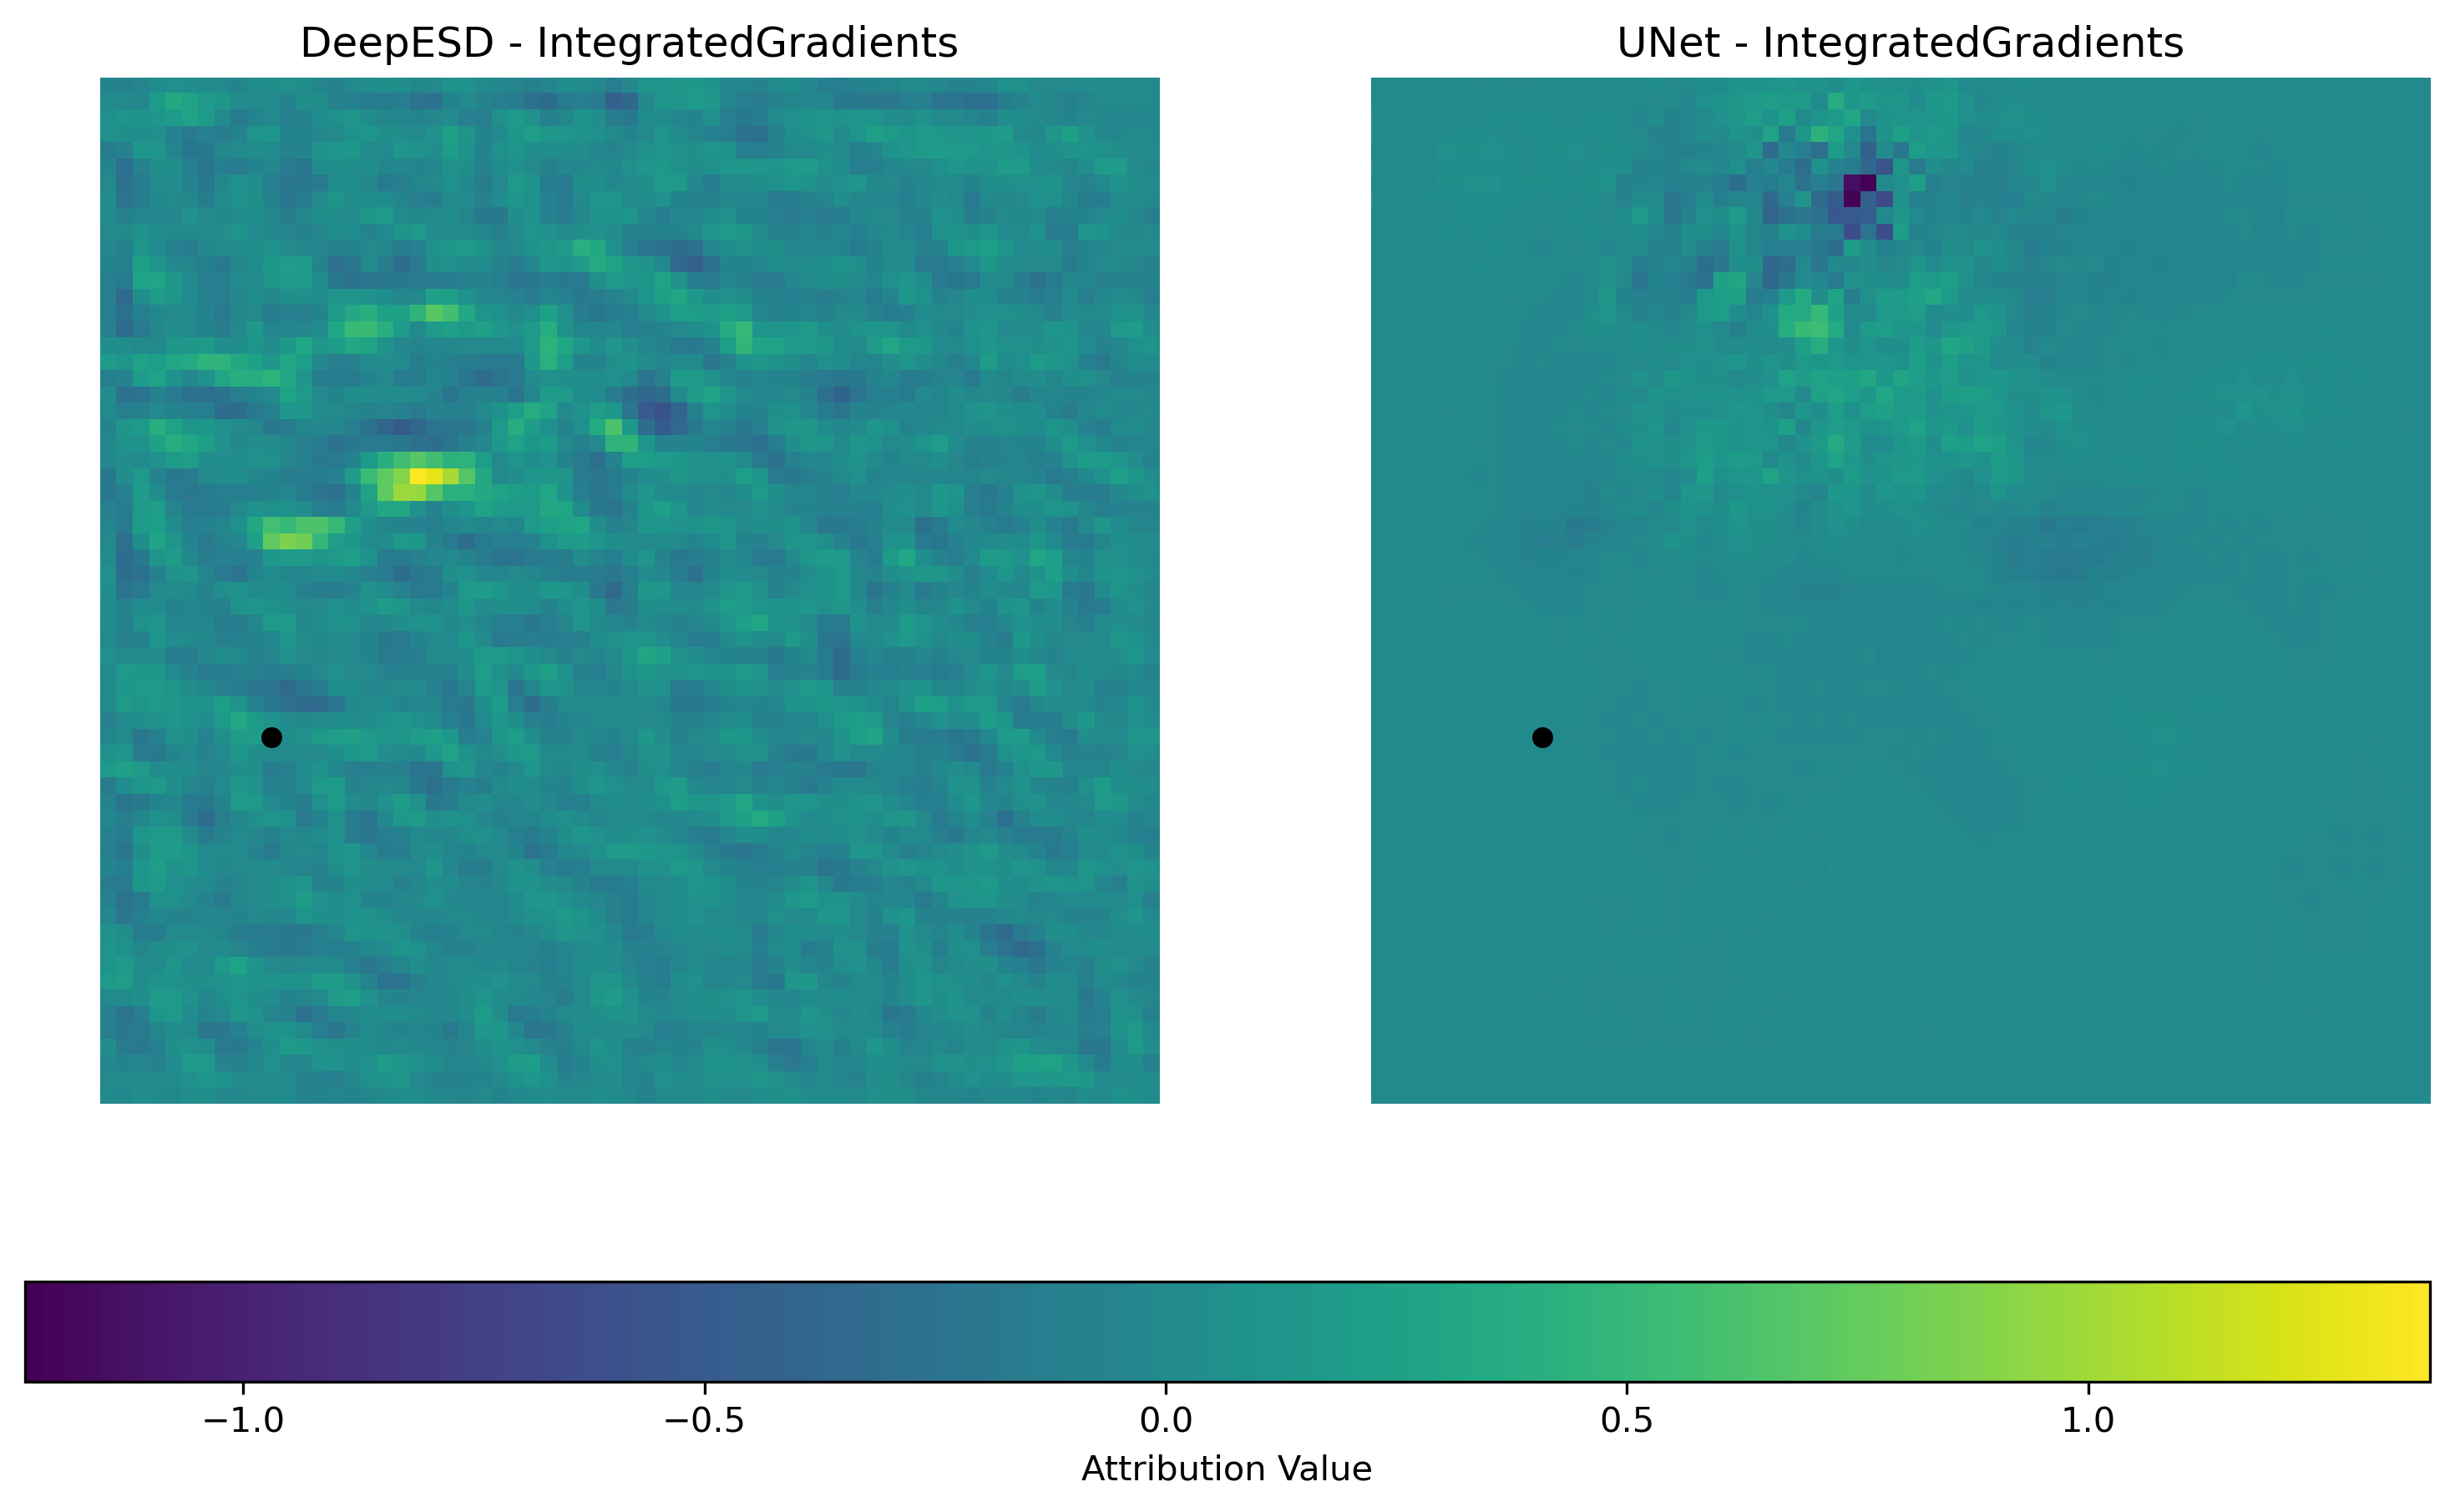 DeepESD - IntegratedGradients
UNet - IntegratedGradients
−1.0 −0.5 0.0 0.5 1.0
Attribution Value